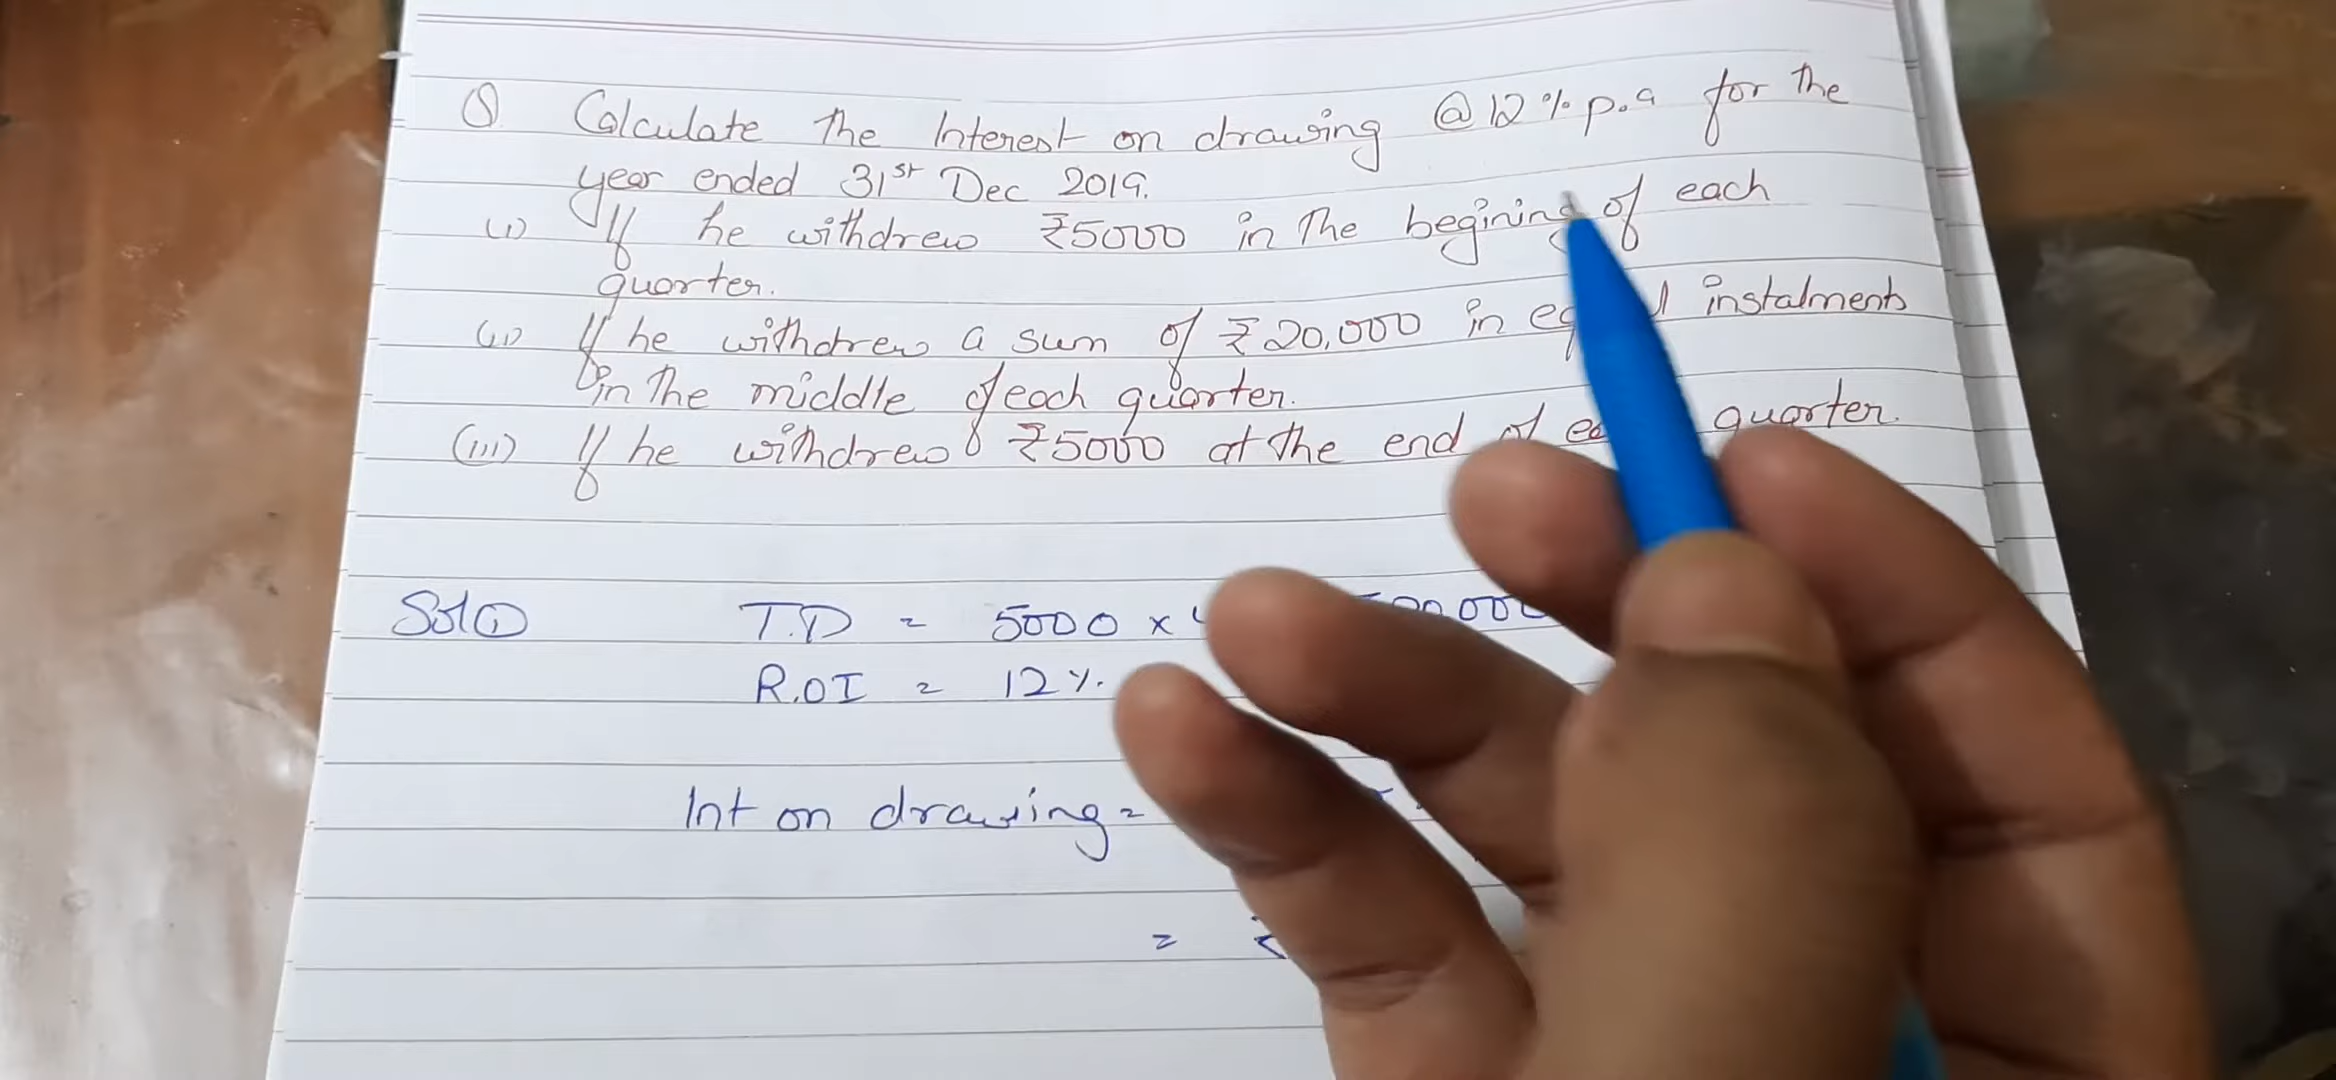 Q Calculate the Interest on drawing @ 12% p.a for the
year ended 31st Dec 2019.
(i) If he withdrew ₹5000 in the begining of each
quarter.
(ii) If he withdrew a sum of ₹20,000 in instalments
in the middle of each quarter.
(iii) If he withdrew ₹5000 at the end of quarter.
Sol ① T.D = 5000 ×
R.OI = 12%.
Int on drawing =
= ₹